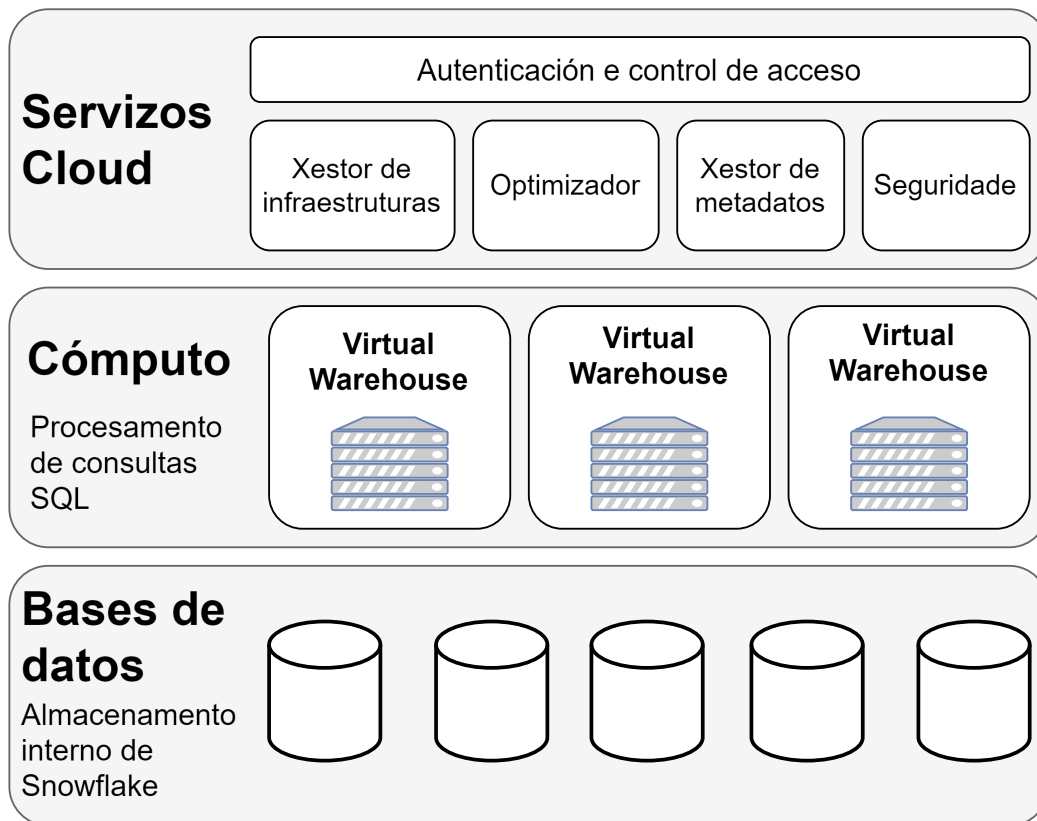 Servizos
Cloud
Autenticación e control de acceso
Xestor de
infraestruturas
Optimizador
Xestor de
metadatos
Seguridade
Cómputo
Procesamento
de consultas
SQL
Virtual
Warehouse
Virtual
Warehouse
Virtual
Warehouse
Bases de
datos
Almacenamento
interno de
Snowflake